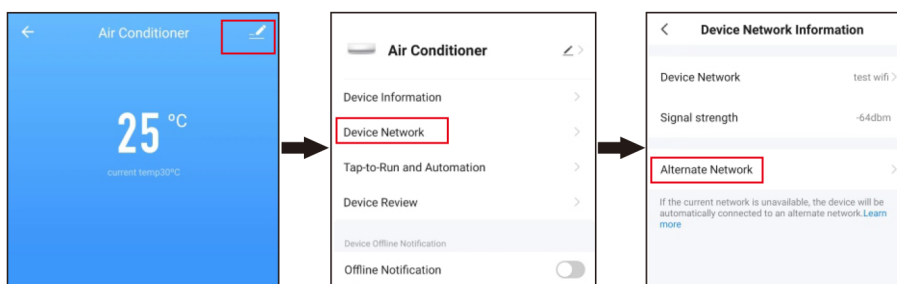 Air Conditioner
25 °C
current temp30°C
Air Conditioner
Device Information
Device Network
Tap-to-Run and Automation
Device Review
Device Offline Notification
Offline Notification
Device Network Information
Device Network test wifi
Signal strength -64dbm
Alternate Network
If the current network is unavailable, the device will be
automatically connected to an alternate network.Learn
more